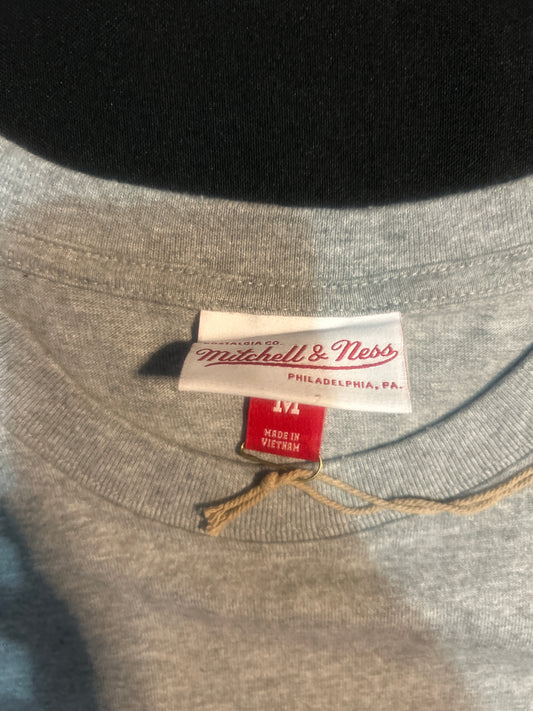 NOSTALGIA CO.
Mitchell & Ness
PHILADELPHIA, PA.
M
MADE IN
VIETNAM